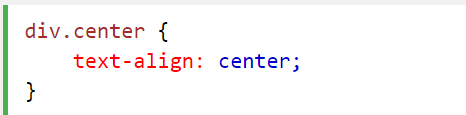 div.center {
    text-align: center;
}